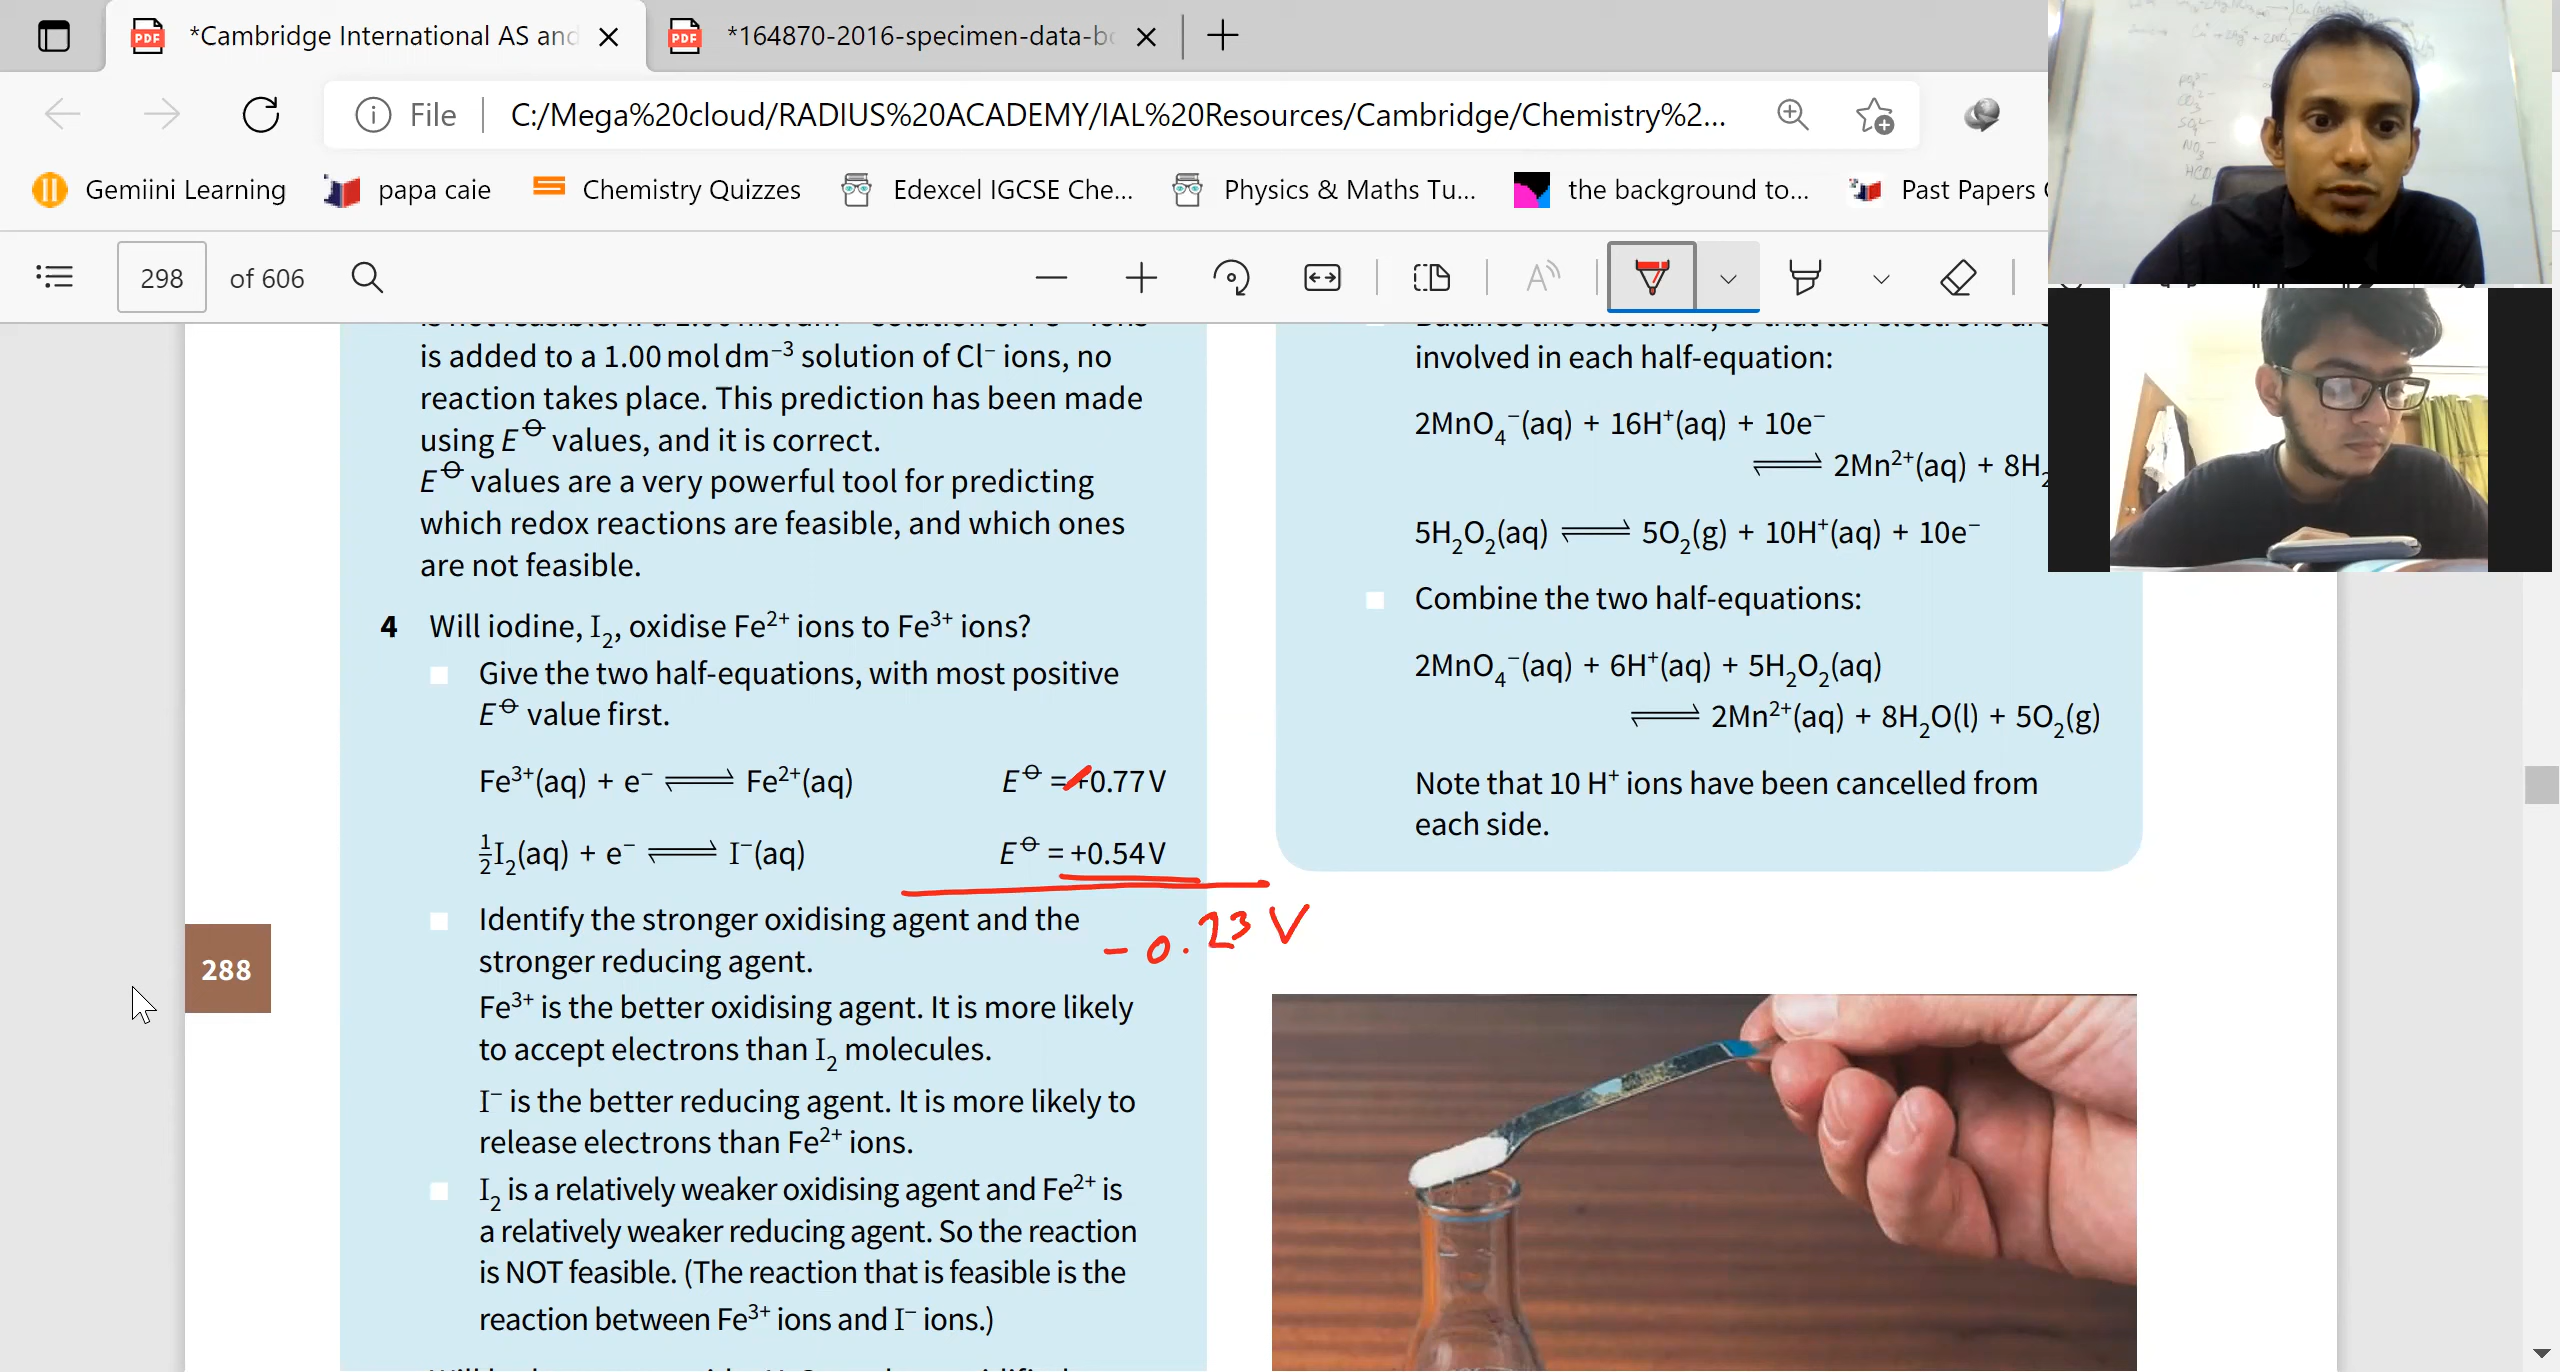 *Cambridge International AS and
*164870-2016-specimen-data-bo
File
C:/Mega%20cloud/RADIUS%20ACADEMY/IAL%20Resources/Cambridge/Chemistry%2...
Gemiini Learning
papa caie
Chemistry Quizzes
Edexcel IGCSE Che...
Physics & Maths Tu...
the background to...
Past Papers
298 of 606
is added to a 1.00 mol dm⁻³ solution of Cl⁻ ions, no
reaction takes place. This prediction has been made
using E⦵ values, and it is correct.
E⦵ values are a very powerful tool for predicting
which redox reactions are feasible, and which ones
are not feasible.
4 Will iodine, I₂, oxidise Fe²⁺ ions to Fe³⁺ ions?
Give the two half-equations, with most positive
E⦵ value first.
Fe³⁺(aq) + e⁻ ⇌ Fe²⁺(aq) E⦵ = +0.77 V
½I₂(aq) + e⁻ ⇌ I⁻(aq) E⦵ = +0.54 V
- 0.23 V
Identify the stronger oxidising agent and the
stronger reducing agent.
Fe³⁺ is the better oxidising agent. It is more likely
to accept electrons than I₂ molecules.
I⁻ is the better reducing agent. It is more likely to
release electrons than Fe²⁺ ions.
I₂ is a relatively weaker oxidising agent and Fe²⁺ is
a relatively weaker reducing agent. So the reaction
is NOT feasible. (The reaction that is feasible is the
reaction between Fe³⁺ ions and I⁻ ions.)
288
Balance the electrons, so that ten electrons are
involved in each half-equation:
2MnO₄⁻(aq) + 16H⁺(aq) + 10e⁻
⇌ 2Mn²⁺(aq) + 8H₂
5H₂O₂(aq) ⇌ 5O₂(g) + 10H⁺(aq) + 10e⁻
Combine the two half-equations:
2MnO₄⁻(aq) + 6H⁺(aq) + 5H₂O₂(aq)
⇌ 2Mn²⁺(aq) + 8H₂O(l) + 5O₂(g)
Note that 10 H⁺ ions have been cancelled from
each side.